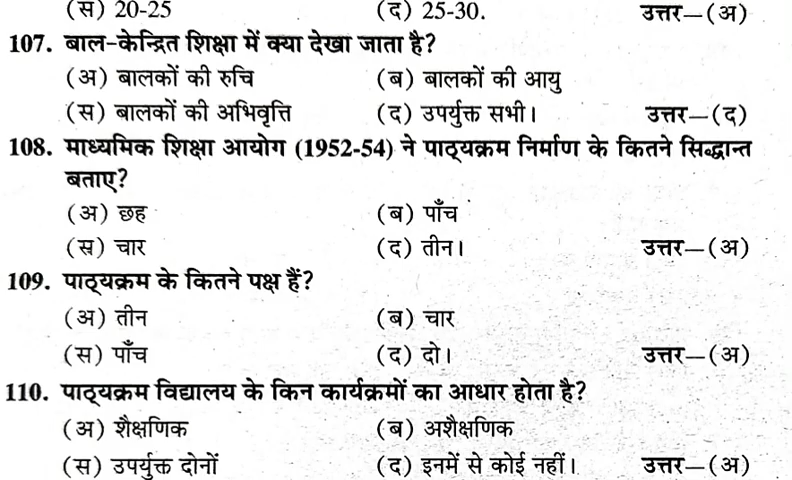 (स) 20-25 (द) 25-30. उत्तर—(अ)
107. बाल-केन्द्रित शिक्षा में क्या देखा जाता है?
(अ) बालकों की रुचि (ब) बालकों की आयु
(स) बालकों की अभिवृत्ति (द) उपर्युक्त सभी। उत्तर—(द)
108. माध्यमिक शिक्षा आयोग (1952-54) ने पाठ्यक्रम निर्माण के कितने सिद्धान्त
बताए?
(अ) छह (ब) पाँच
(स) चार (द) तीन। उत्तर—(अ)
109. पाठ्यक्रम के कितने पक्ष हैं?
(अ) तीन (ब) चार
(स) पाँच (द) दो। उत्तर—(अ)
110. पाठ्यक्रम विद्यालय के किन कार्यक्रमों का आधार होता है?
(अ) शैक्षणिक (ब) अशैक्षणिक
(स) उपर्युक्त दोनों (द) इनमें से कोई नहीं। उत्तर—(अ)